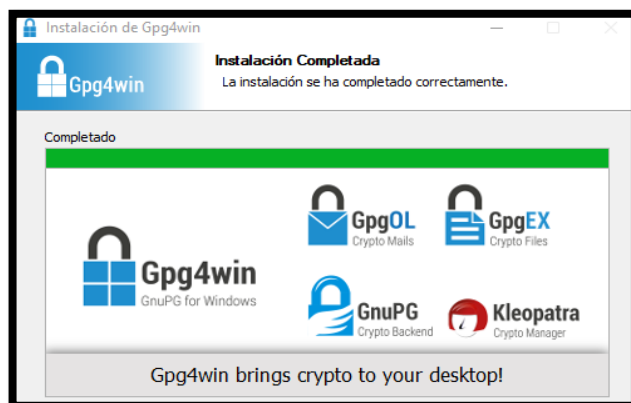 Instalación de Gpg4win
Gpg4win
Instalación Completada
La instalación se ha completado correctamente.
Completado
Gpg4win
GnuPG for Windows
GpgOL
Crypto Mails
GpgEX
Crypto Files
GnuPG
Crypto Backend
Kleopatra
Crypto Manager
Gpg4win brings crypto to your desktop!